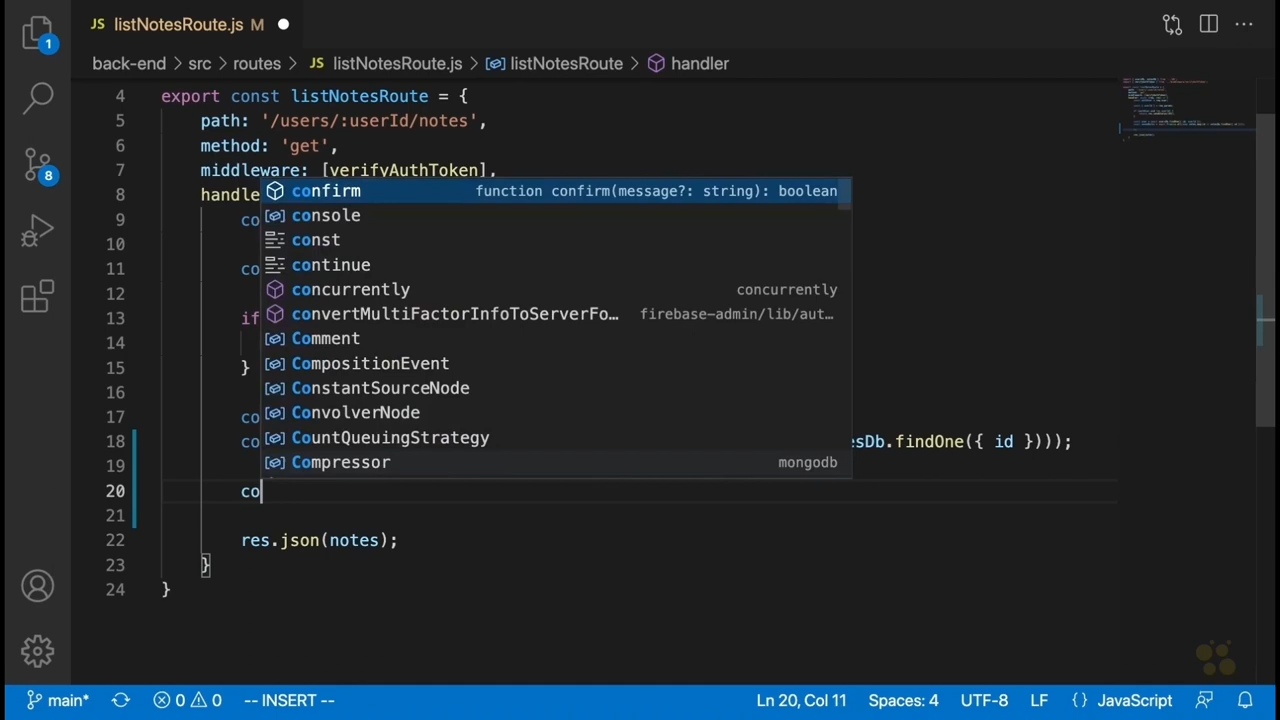 JS listNotesRoute.js M
1
back-end > src > routes > JS listNotesRoute.js > listNotesRoute > handler
4 export const listNotesRoute = {
5 path: '/users/:userId/notes',
6 method: 'get',
7 middleware: [verifyAuthToken],
8 handle
confirm function confirm(message?: string): boolean
9 co
console
10
const
11 co
continue
12
concurrently concurrently
13 if
convertMultiFactorInfoToServerFo... firebase-admin/lib/aut...
14
Comment
15 }
CompositionEvent
16
ConstantSourceNode
17 co
ConvolverNode
18 co
CountQueuingStrategy
esDb.findOne({ id })));
19
Compressor mongodb
20 co
21
22 res.json(notes);
23 }
24 }
8
main* 0 0 -- INSERT -- Ln 20, Col 11 Spaces: 4 UTF-8 LF {} JavaScript